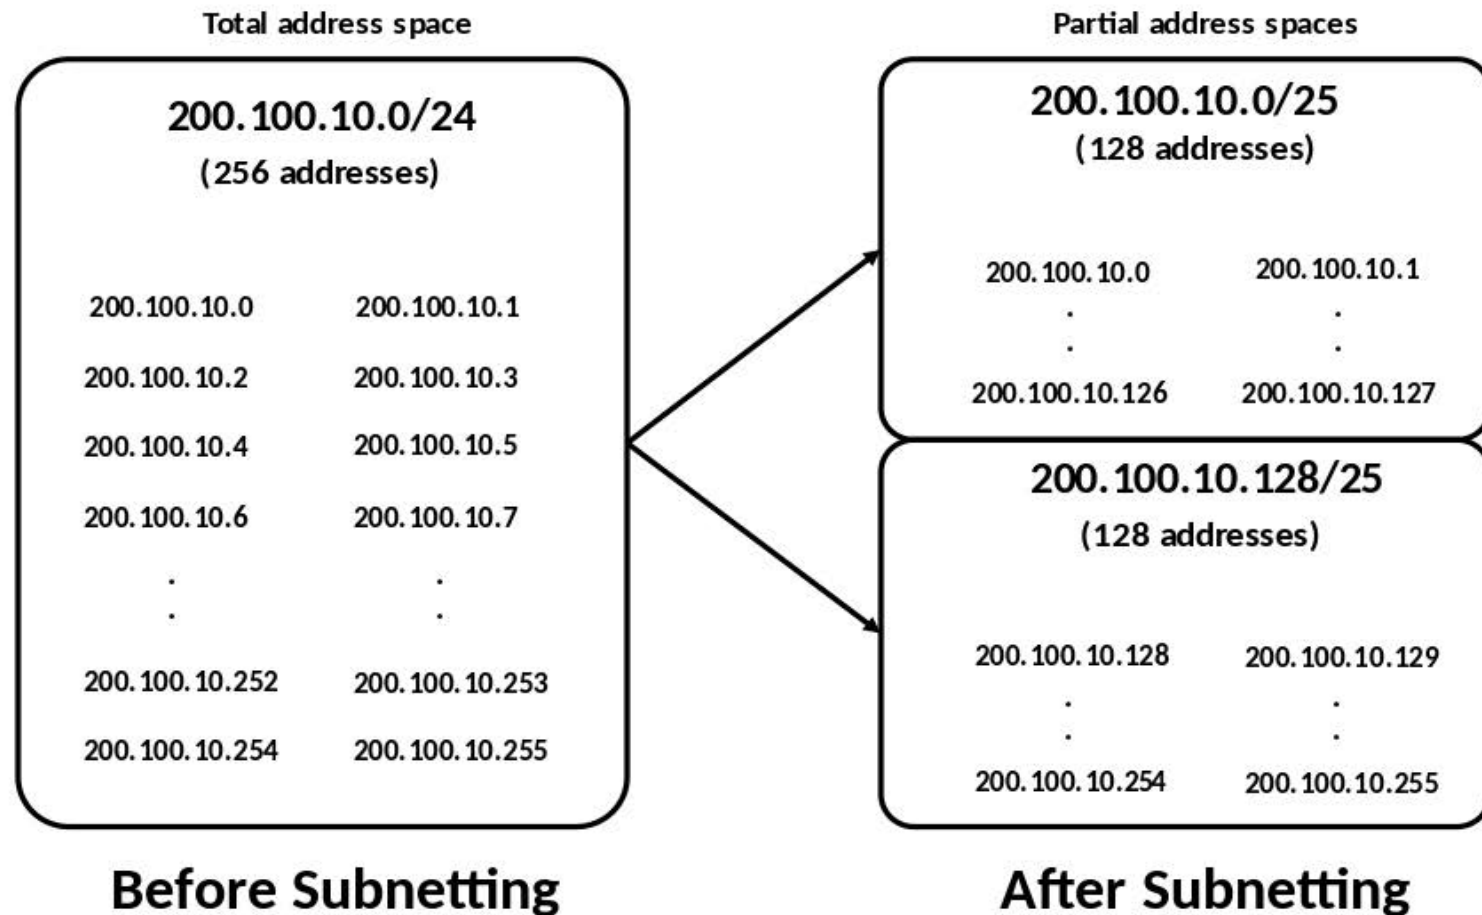 Total address space
200.100.10.0/24
(256 addresses)
200.100.10.0 200.100.10.1
200.100.10.2 200.100.10.3
200.100.10.4 200.100.10.5
200.100.10.6 200.100.10.7
. .
. .
200.100.10.252 200.100.10.253
200.100.10.254 200.100.10.255
Before Subnetting
Partial address spaces
200.100.10.0/25
(128 addresses)
200.100.10.0 200.100.10.1
. .
. .
200.100.10.126 200.100.10.127
200.100.10.128/25
(128 addresses)
200.100.10.128 200.100.10.129
. .
. .
200.100.10.254 200.100.10.255
After Subnetting